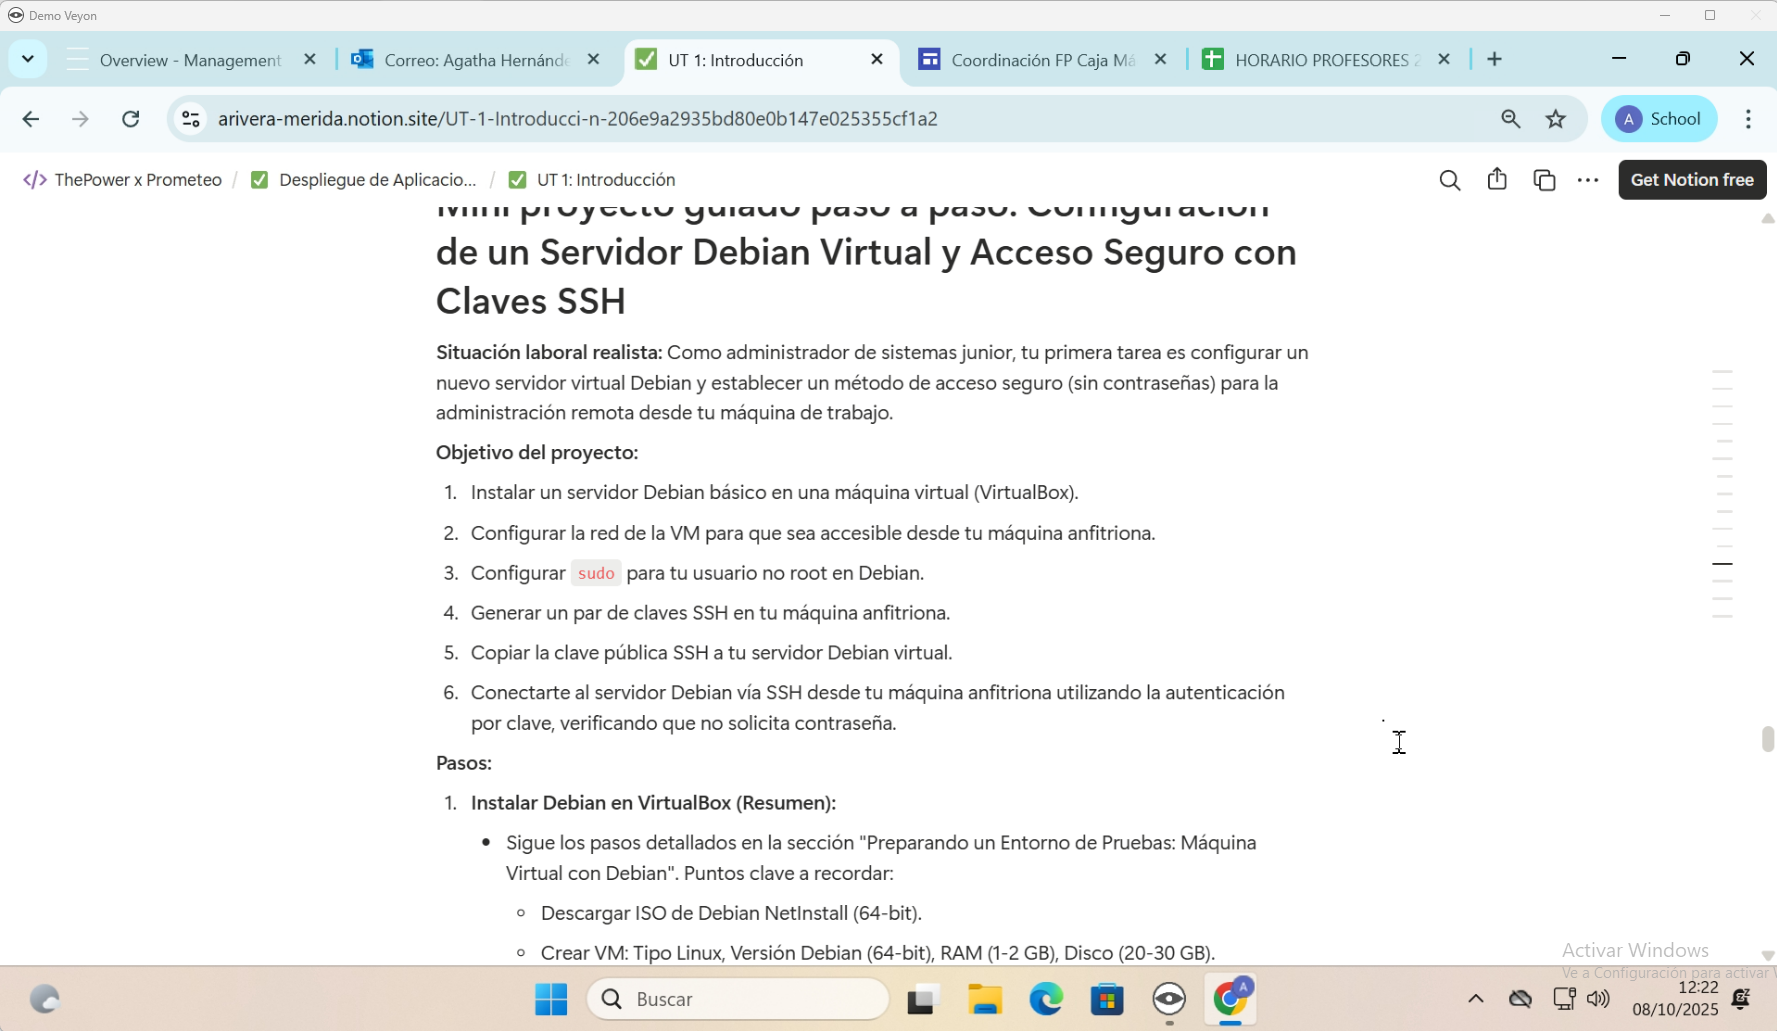 Demo Veyon
Overview - Management
Correo: Agatha Hernánde
UT 1: Introducción
Coordinación FP Caja Má
HORARIO PROFESORES 2
arivera-merida.notion.site/UT-1-Introducci-n-206e9a2935bd80e0b147e025355cf1a2
A
School
ThePower x Prometeo / Despliegue de Aplicacio... / UT 1: Introducción
Get Notion free
Mini proyecto guiado paso a paso: Configuración
de un Servidor Debian Virtual y Acceso Seguro con
Claves SSH
Situación laboral realista: Como administrador de sistemas junior, tu primera tarea es configurar un
nuevo servidor virtual Debian y establecer un método de acceso seguro (sin contraseñas) para la
administración remota desde tu máquina de trabajo.
Objetivo del proyecto:
1. Instalar un servidor Debian básico en una máquina virtual (VirtualBox).
2. Configurar la red de la VM para que sea accesible desde tu máquina anfitriona.
3. Configurar sudo para tu usuario no root en Debian.
4. Generar un par de claves SSH en tu máquina anfitriona.
5. Copiar la clave pública SSH a tu servidor Debian virtual.
6. Conectarte al servidor Debian vía SSH desde tu máquina anfitriona utilizando la autenticación
por clave, verificando que no solicita contraseña.
Pasos:
1. Instalar Debian en VirtualBox (Resumen):
• Sigue los pasos detallados en la sección "Preparando un Entorno de Pruebas: Máquina
Virtual con Debian". Puntos clave a recordar:
◦ Descargar ISO de Debian NetInstall (64-bit).
◦ Crear VM: Tipo Linux, Versión Debian (64-bit), RAM (1-2 GB), Disco (20-30 GB).
Activar Windows
Ve a Configuración para activar
Buscar
A
12:22
08/10/2025